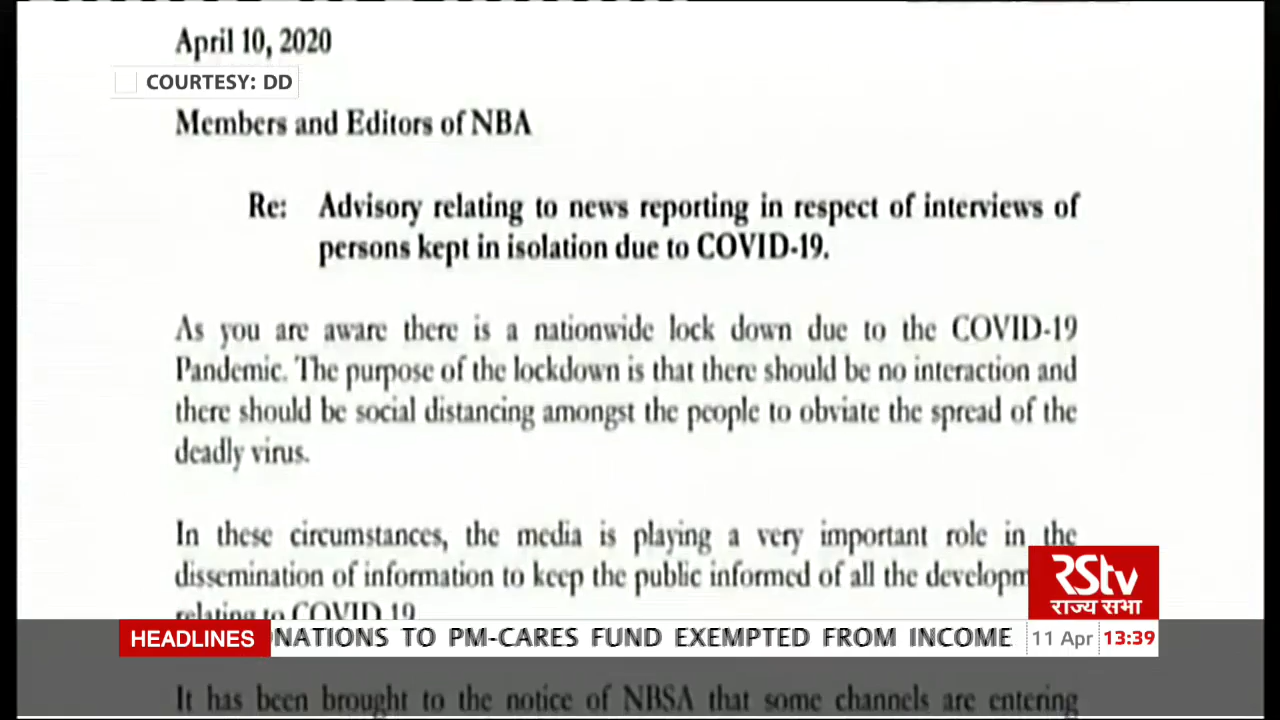 April 10, 2020
COURTESY: DD
Members and Editors of NBA
Re: Advisory relating to news reporting in respect of interviews of
persons kept in isolation due to COVID-19.
As you are aware there is a nationwide lock down due to the COVID-19
Pandemic. The purpose of the lockdown is that there should be no interaction and
there should be social distancing amongst the people to obviate the spread of the
deadly virus.
In these circumstances, the media is playing a very important role in the
dissemination of information to keep the public informed of all the developm
RSTV
राज्य सभा
relating to COVID 19
HEADLINES NATIONS TO PM-CARES FUND EXEMPTED FROM INCOME 11 Apr 13:39
It has been brought to the notice of NBSA that some channels are entering